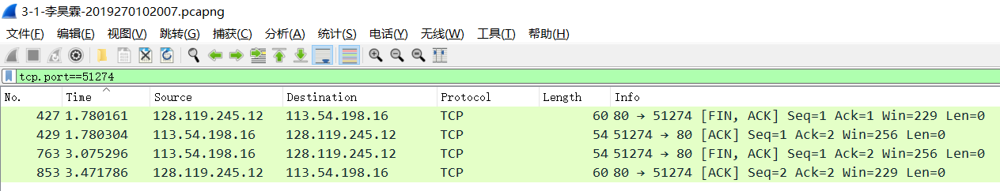 3-1-李昊霖-2019270102007.pcapng
文件(F) 编辑(E) 视图(V) 跳转(G) 捕获(C) 分析(A) 统计(S) 电话(Y) 无线(W) 工具(T) 帮助(H)
tcp.port==51274
No. Time Source Destination Protocol Length Info
427 1.780161 128.119.245.12 113.54.198.16 TCP 60 80 → 51274 [FIN, ACK] Seq=1 Ack=1 Win=229 Len=0
429 1.780304 113.54.198.16 128.119.245.12 TCP 54 51274 → 80 [ACK] Seq=1 Ack=2 Win=256 Len=0
763 3.075296 113.54.198.16 128.119.245.12 TCP 54 51274 → 80 [FIN, ACK] Seq=1 Ack=2 Win=256 Len=0
853 3.471786 128.119.245.12 113.54.198.16 TCP 60 80 → 51274 [ACK] Seq=2 Ack=2 Win=229 Len=0